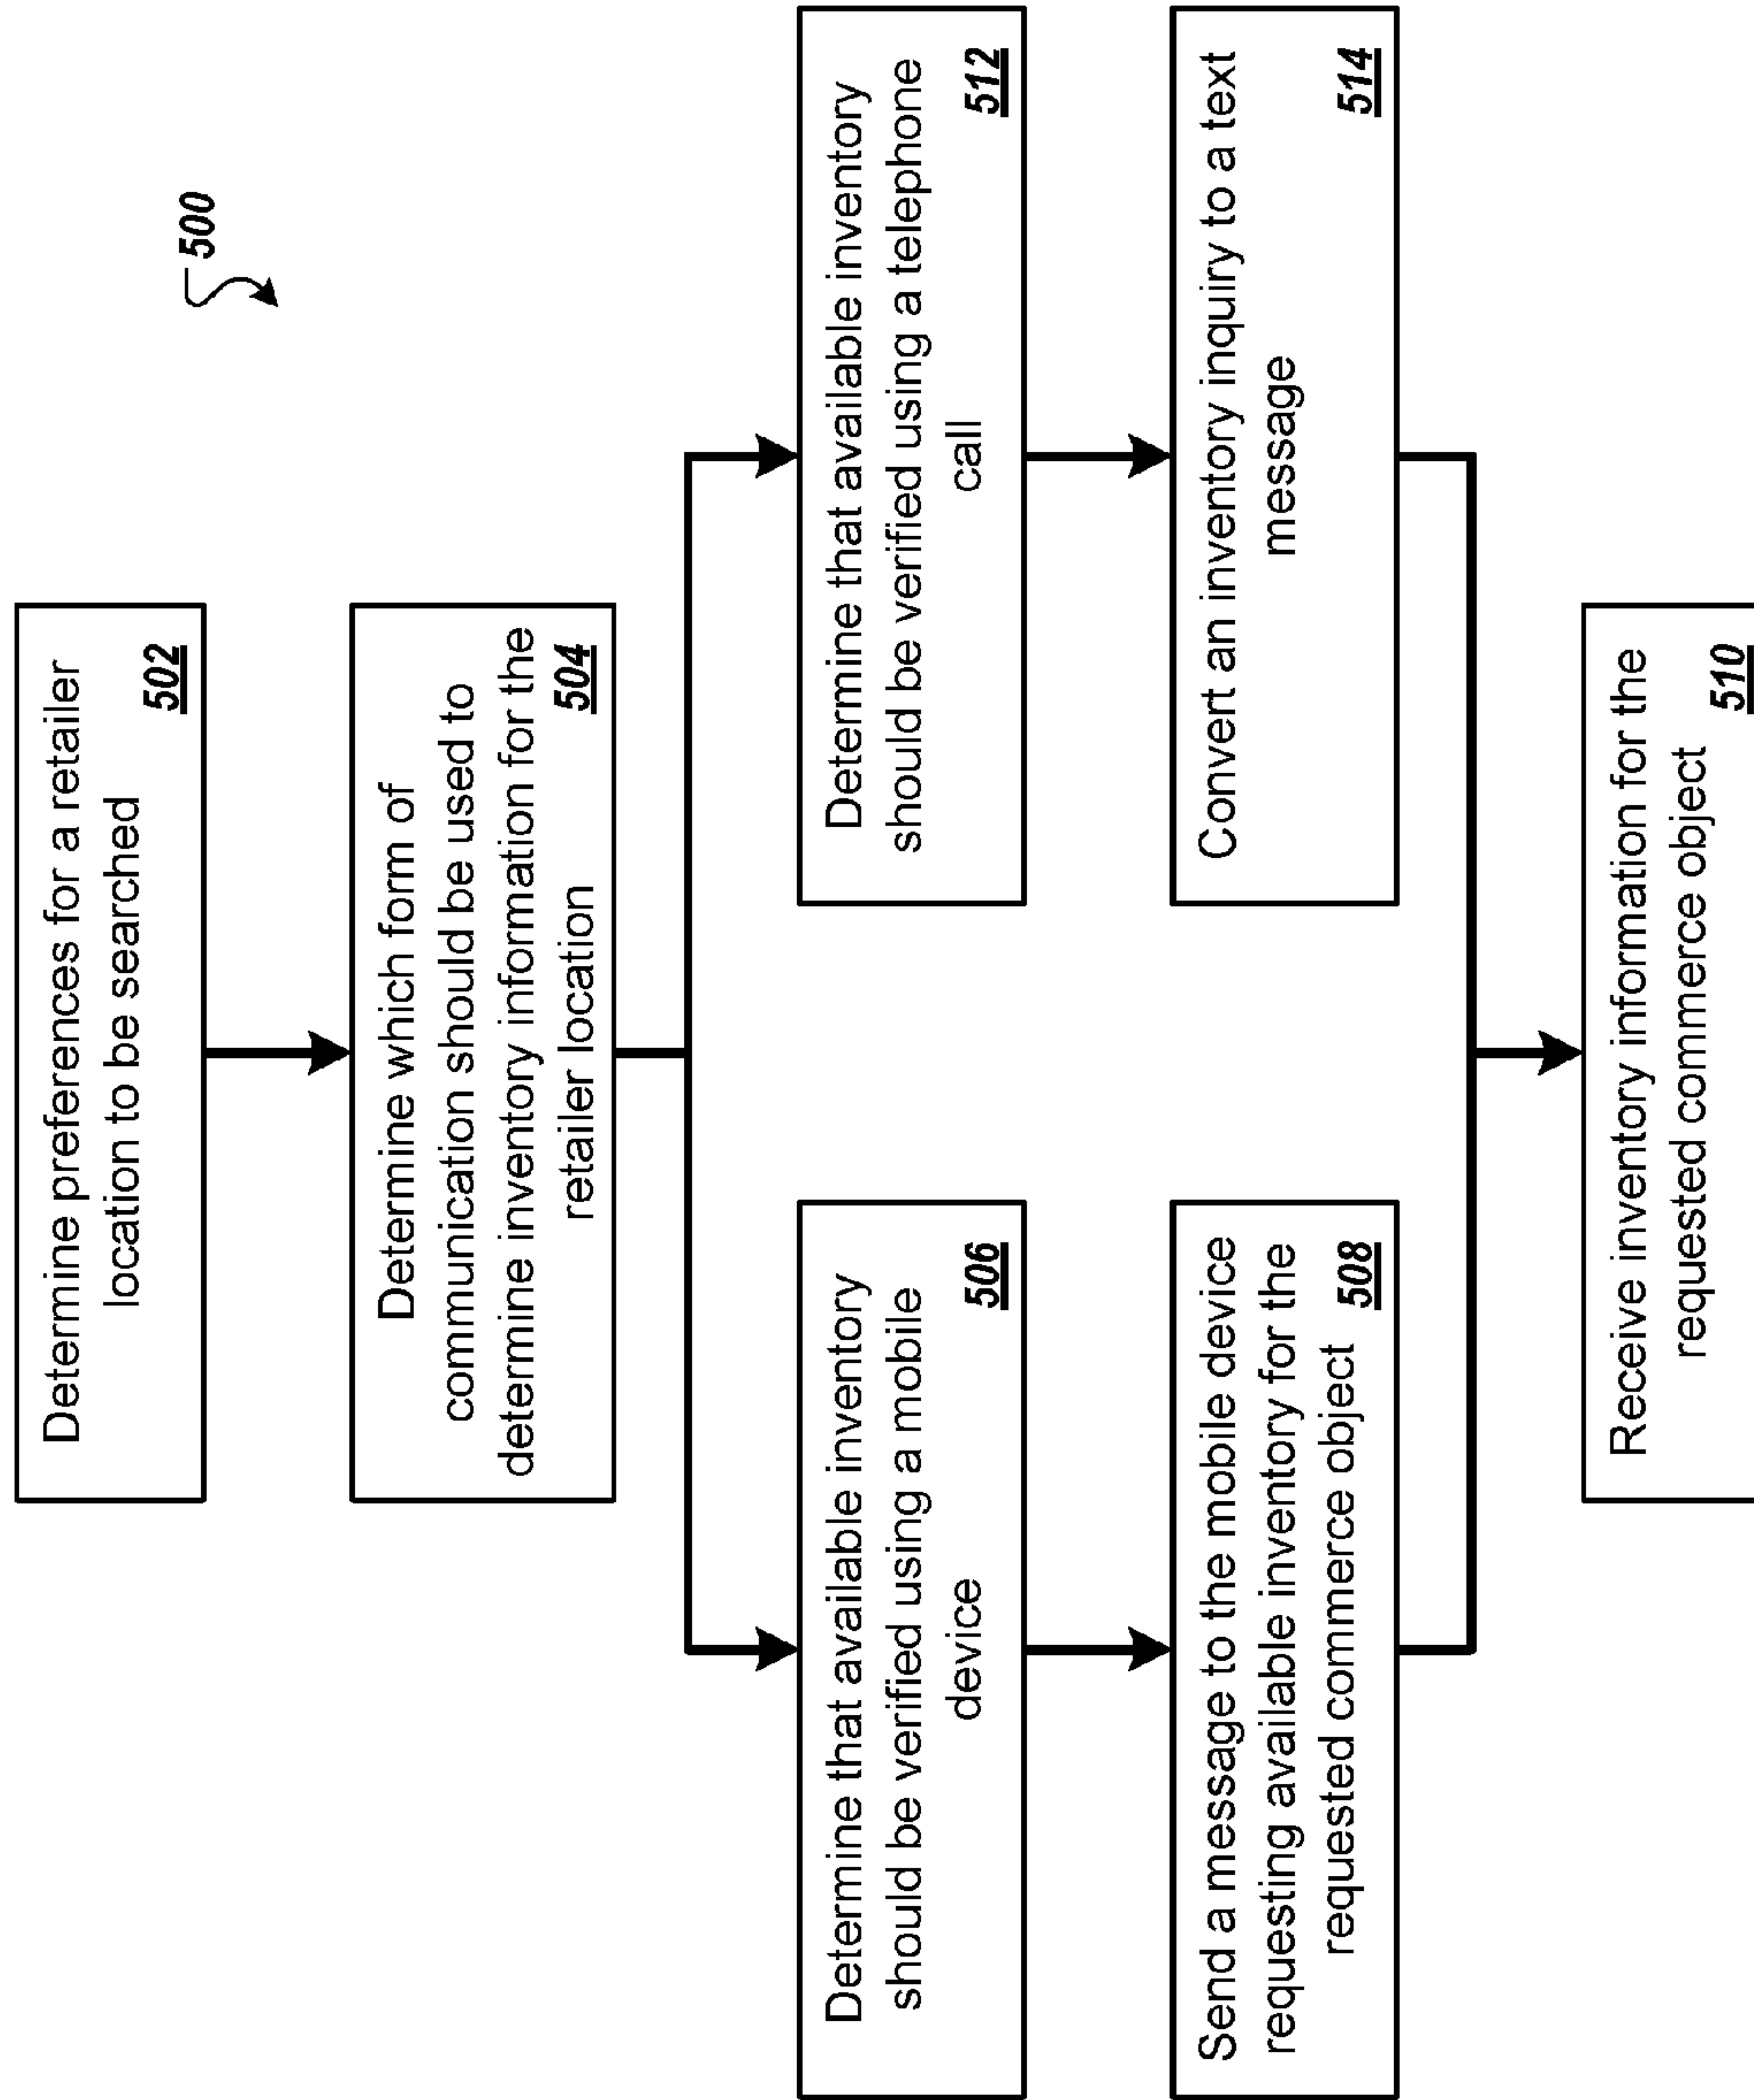 500
Determine preferences for a retailer
location to be searched
502
Determine which form of
communication should be used to
determine inventory information for the
retailer location
504
Determine that available inventory
should be verified using a mobile
device
506
Send a message to the mobile device
requesting available inventory for the
requested commerce object
508
Determine that available inventory
should be verified using a telephone
call
512
Convert an inventory inquiry to a text
message
514
Receive inventory information for the
requested commerce object
510